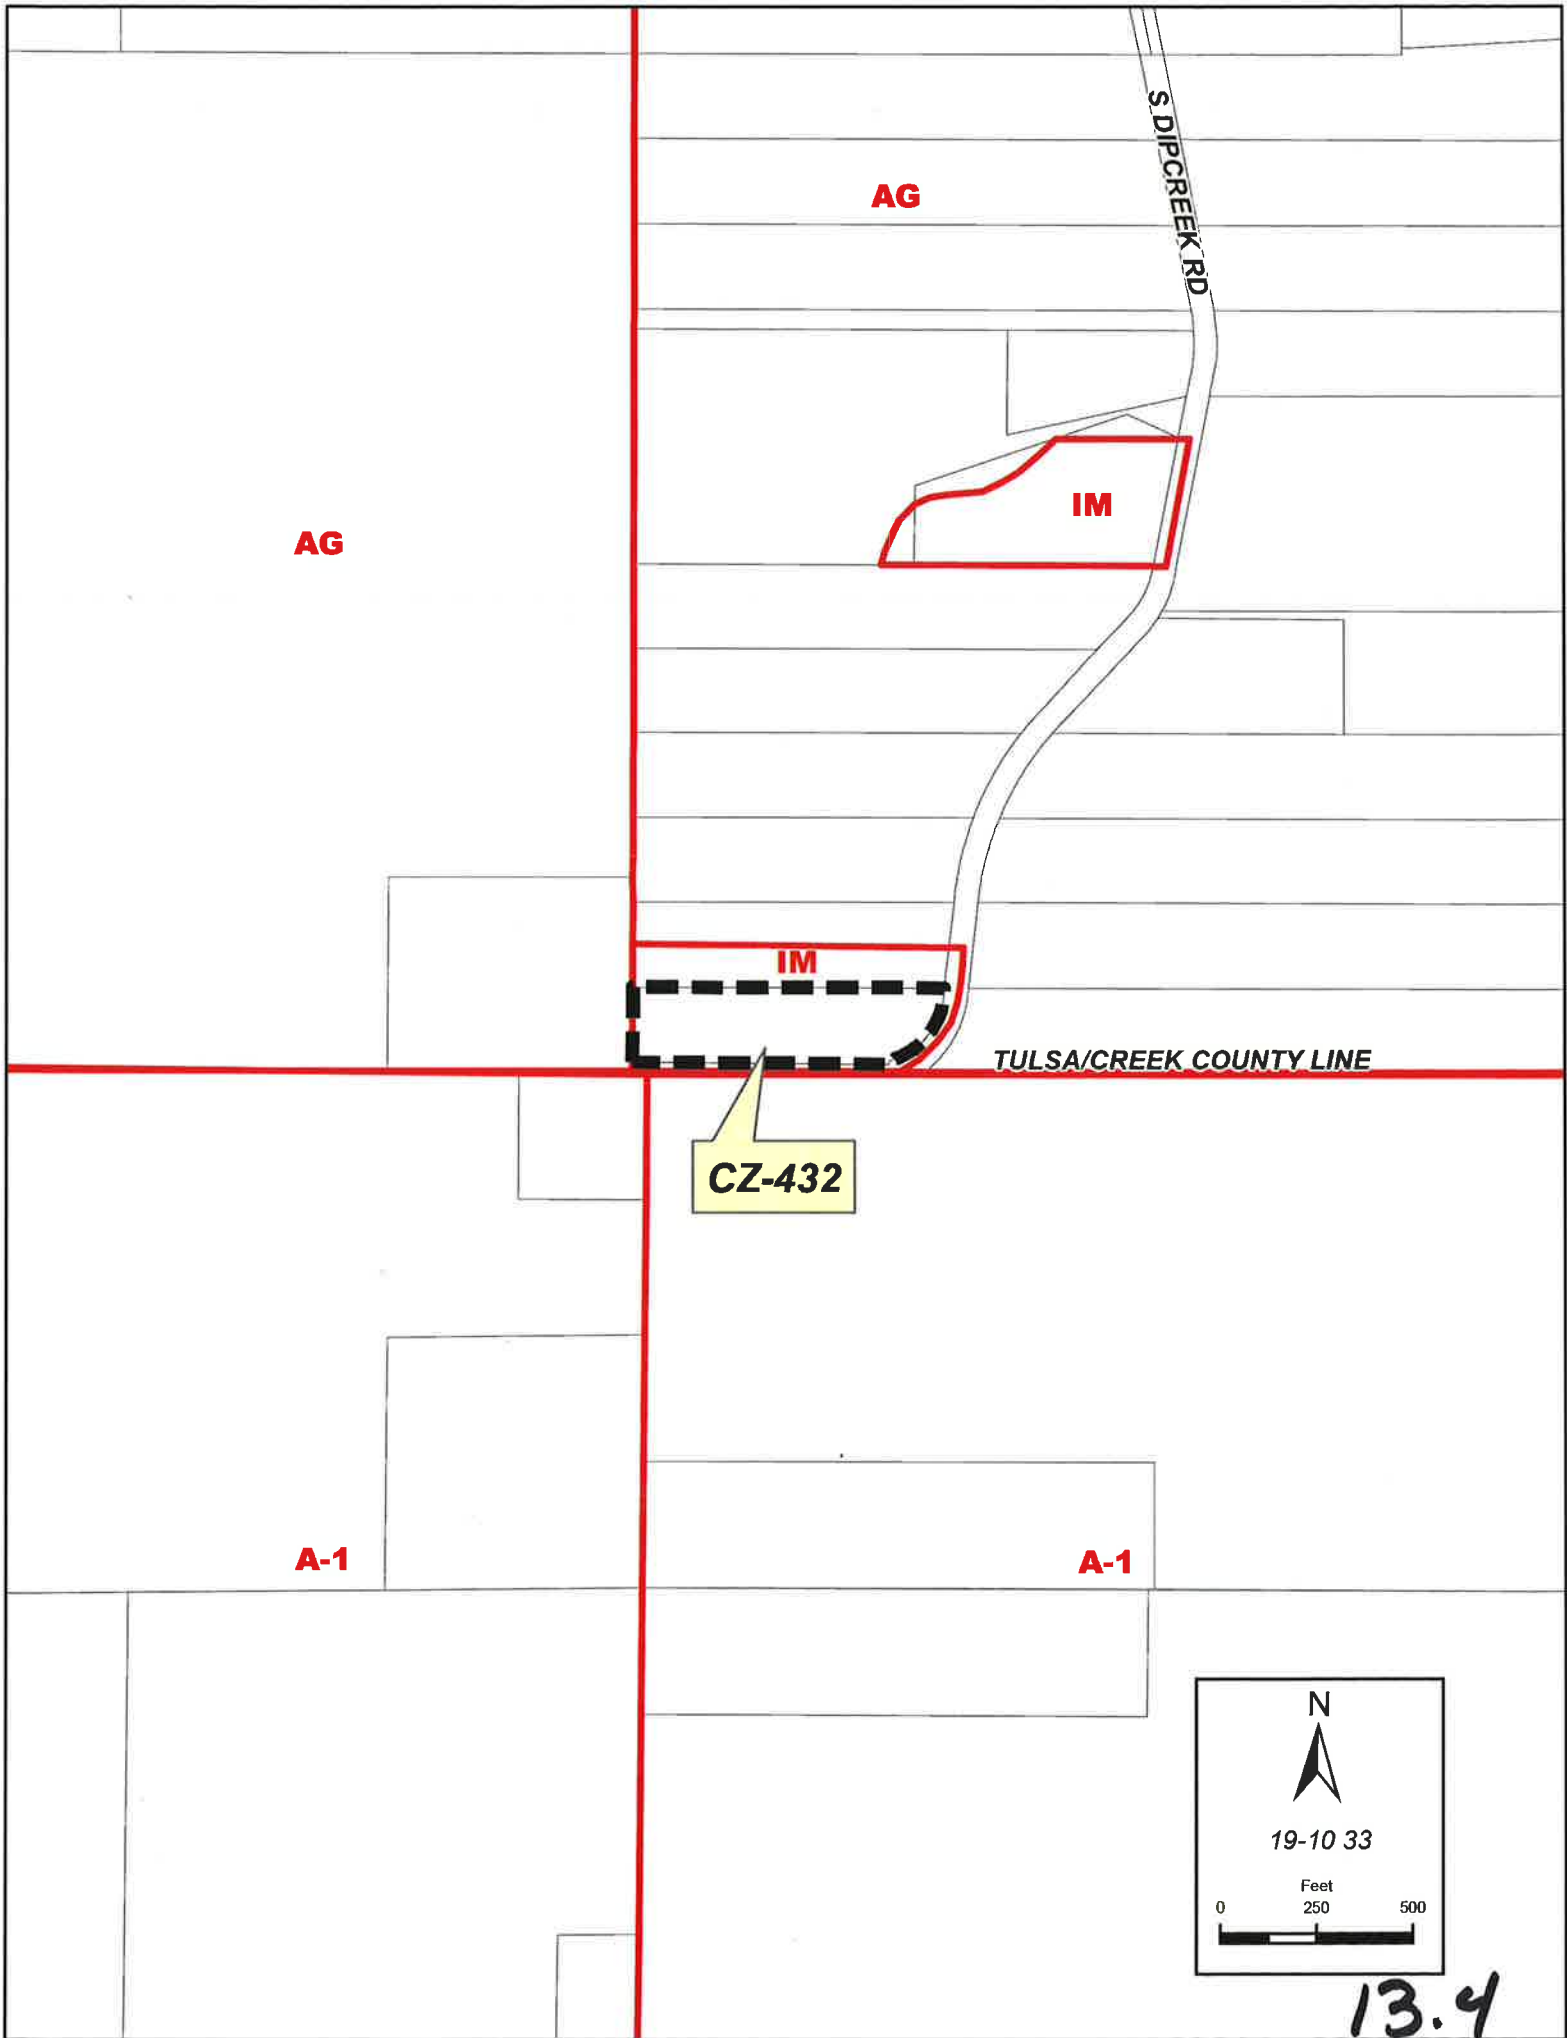 S. DIPCREEK RD
AG
IM
AG
IM
TULSA/CREEK COUNTY LINE
CZ-432
A-1
A-1
N
19-10 33
Feet
0 250 500
13.4